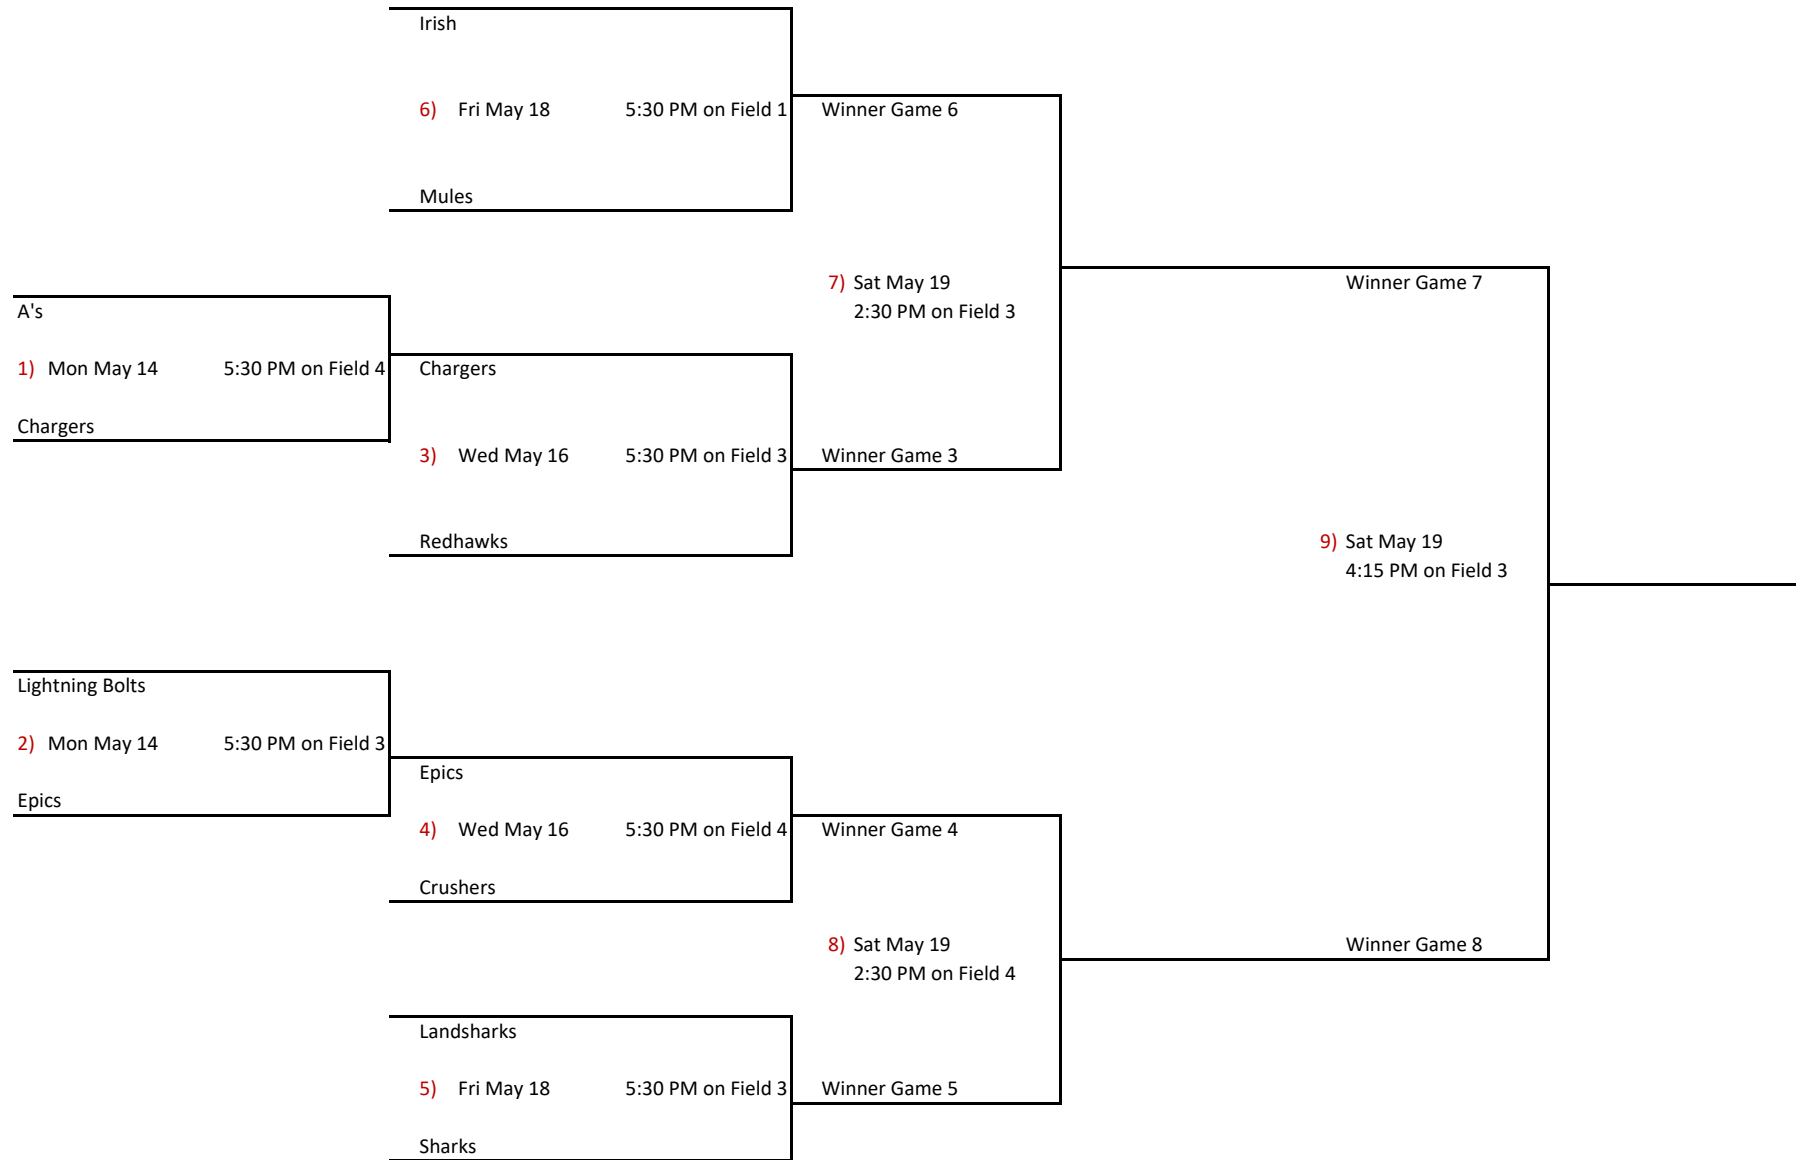 Irish
6) Fri May 18 5:30 PM on Field 1 Winner Game 6
Mules
7) Sat May 19 Winner Game 7
A's 2:30 PM on Field 3
1) Mon May 14 5:30 PM on Field 4 Chargers
Chargers
3) Wed May 16 5:30 PM on Field 3 Winner Game 3
Redhawks 9) Sat May 19
4:15 PM on Field 3
Lightning Bolts
2) Mon May 14 5:30 PM on Field 3
Epics
Epics
4) Wed May 16 5:30 PM on Field 4 Winner Game 4
Crushers
8) Sat May 19 Winner Game 8
2:30 PM on Field 4
Landsharks
5) Fri May 18 5:30 PM on Field 3 Winner Game 5
Sharks